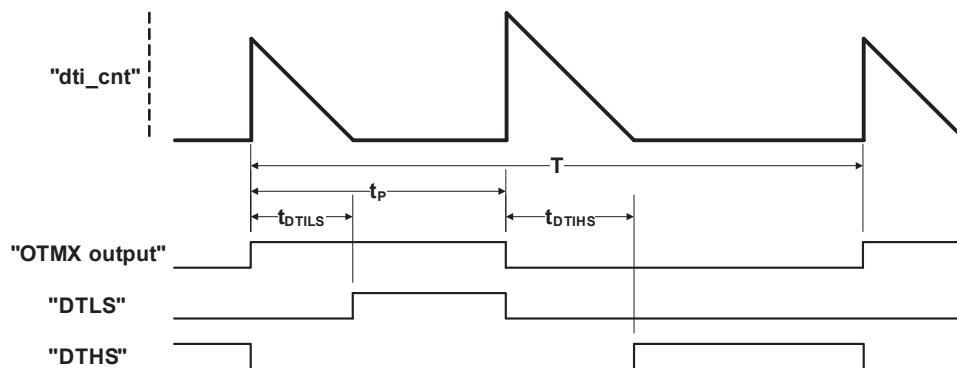 "dti_cnt"
T
tP
tDTILS
tDTIHS
"OTMX output"
"DTLS"
"DTHS"